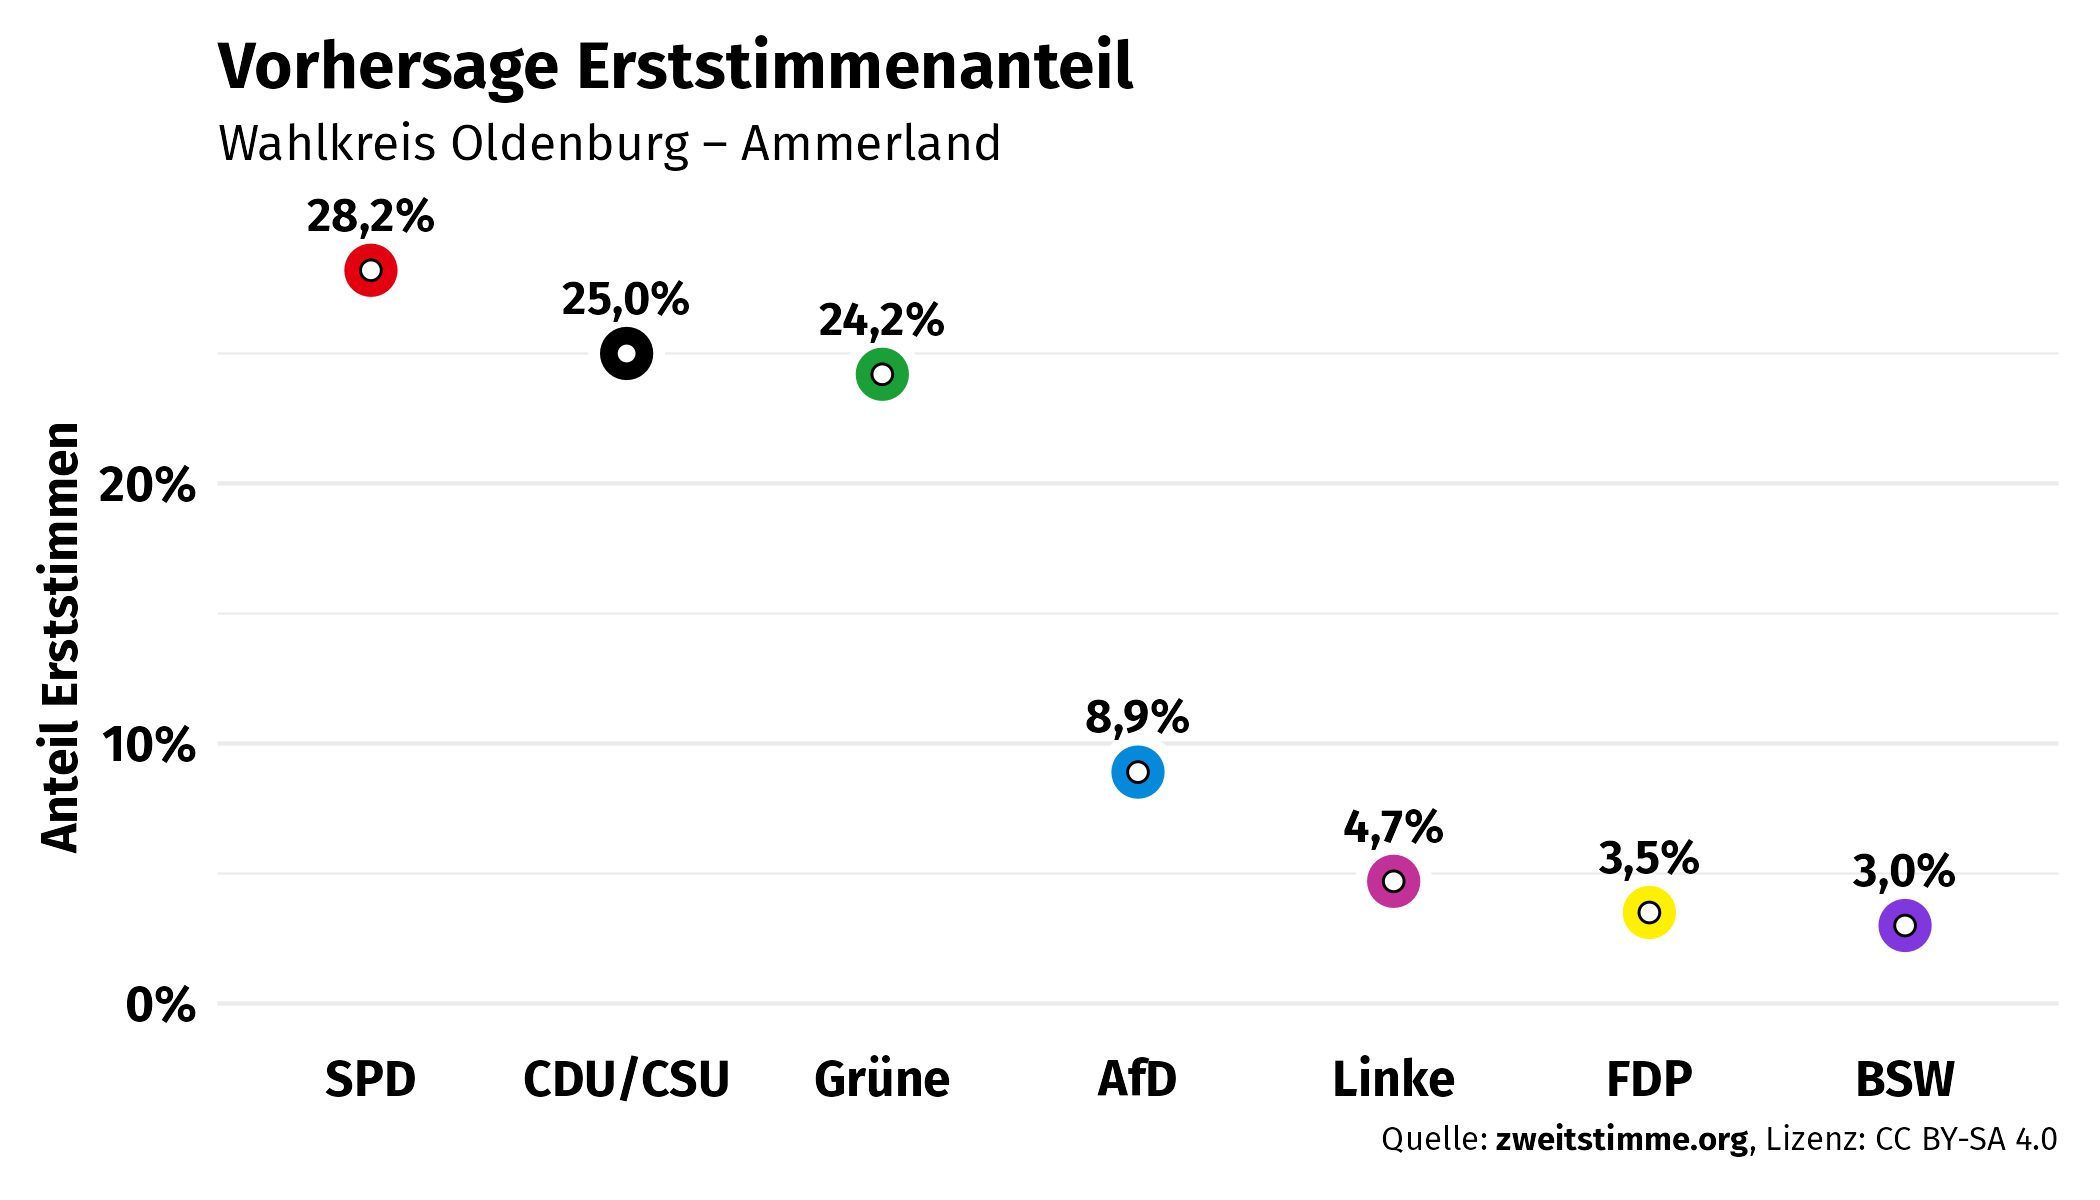 Vorhersage Erststimmenanteil
Wahlkreis Oldenburg – Ammerland
28,2%
25,0%
24,2%
8,9%
4,7%
3,5%
3,0%
Anteil Erststimmen
20%
10%
0%
SPD CDU/CSU Grüne AfD Linke FDP BSW
Quelle: zweitstimme.org, Lizenz: CC BY-SA 4.0